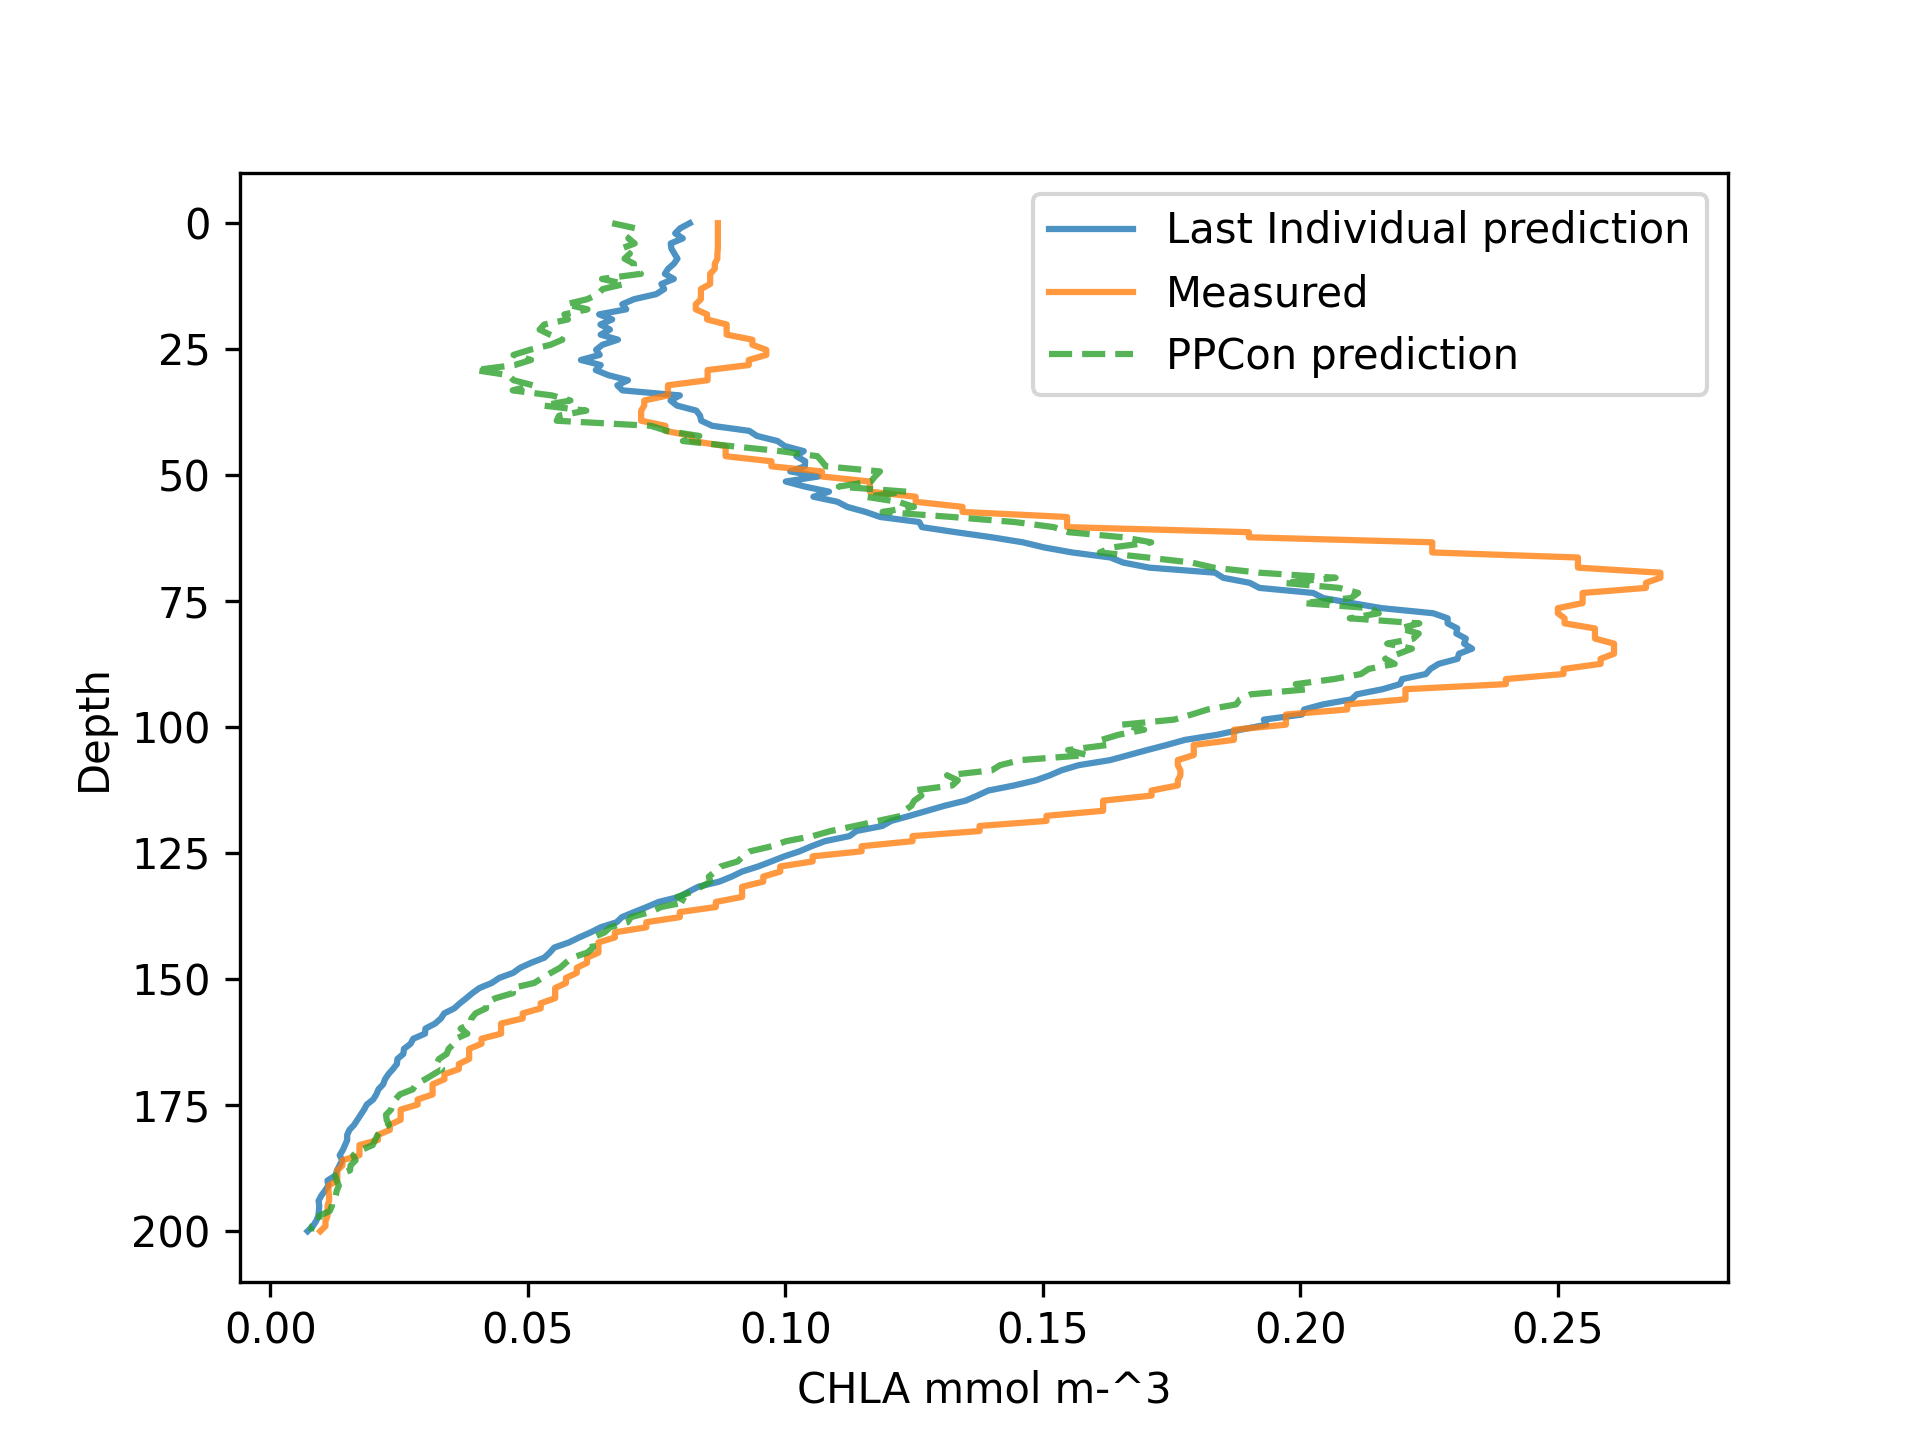 Last Individual prediction
Measured
PPCon prediction
0
25
50
75
100
125
150
175
200
Depth
0.00 0.05 0.10 0.15 0.20 0.25
CHLA mmol m-^3